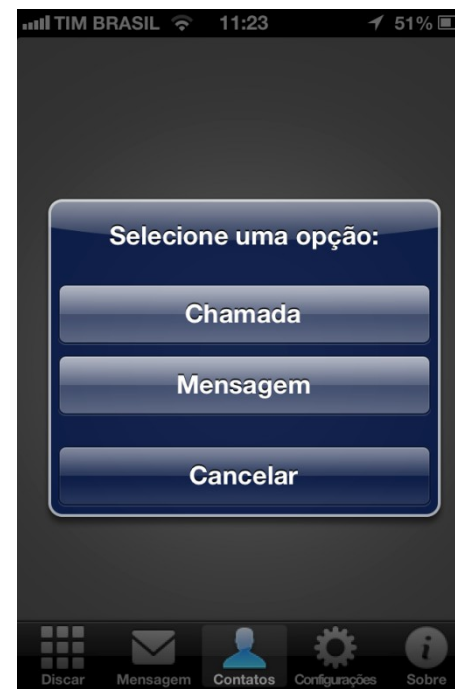 TIM BRASIL 11:23 51%
Selecione uma opção:
Chamada
Mensagem
Cancelar
Discar Mensagem Contatos Configurações Sobre